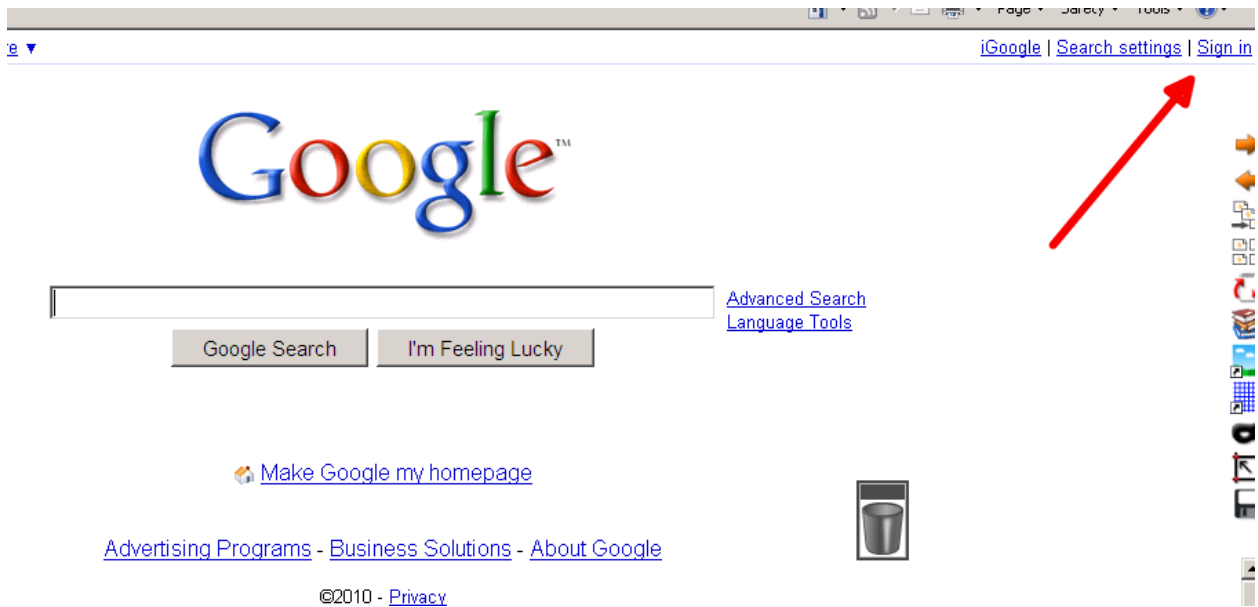 Page Safety Tools
re ▼
iGoogle | Search settings | Sign in
Google™
Advanced Search
Language Tools
Google Search I'm Feeling Lucky
Make Google my homepage
Advertising Programs - Business Solutions - About Google
©2010 - Privacy